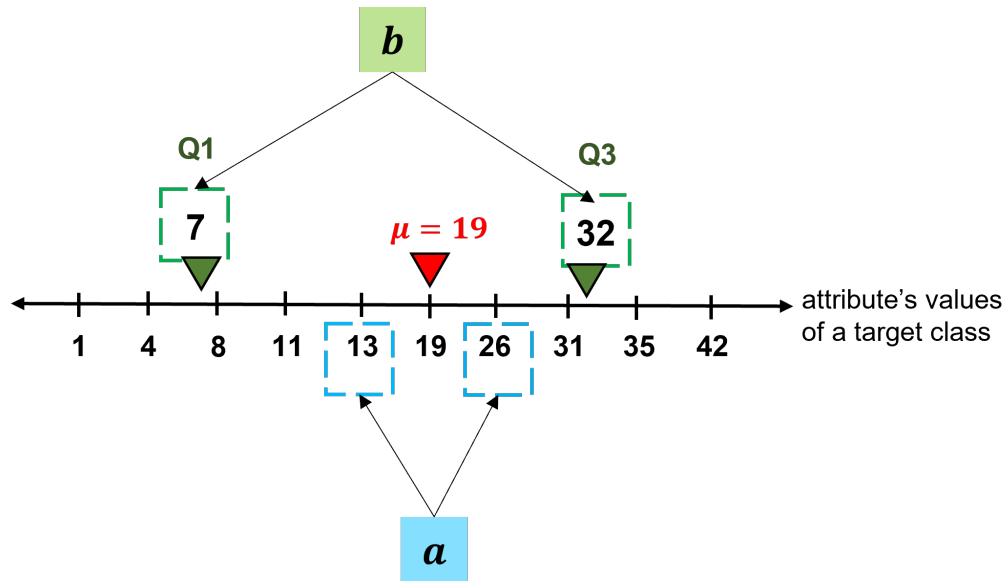 b
Q1
Q3
7
32
μ = 19
attribute's values
of a target class
1 4 8 11 13 19 26 31 35 42
a